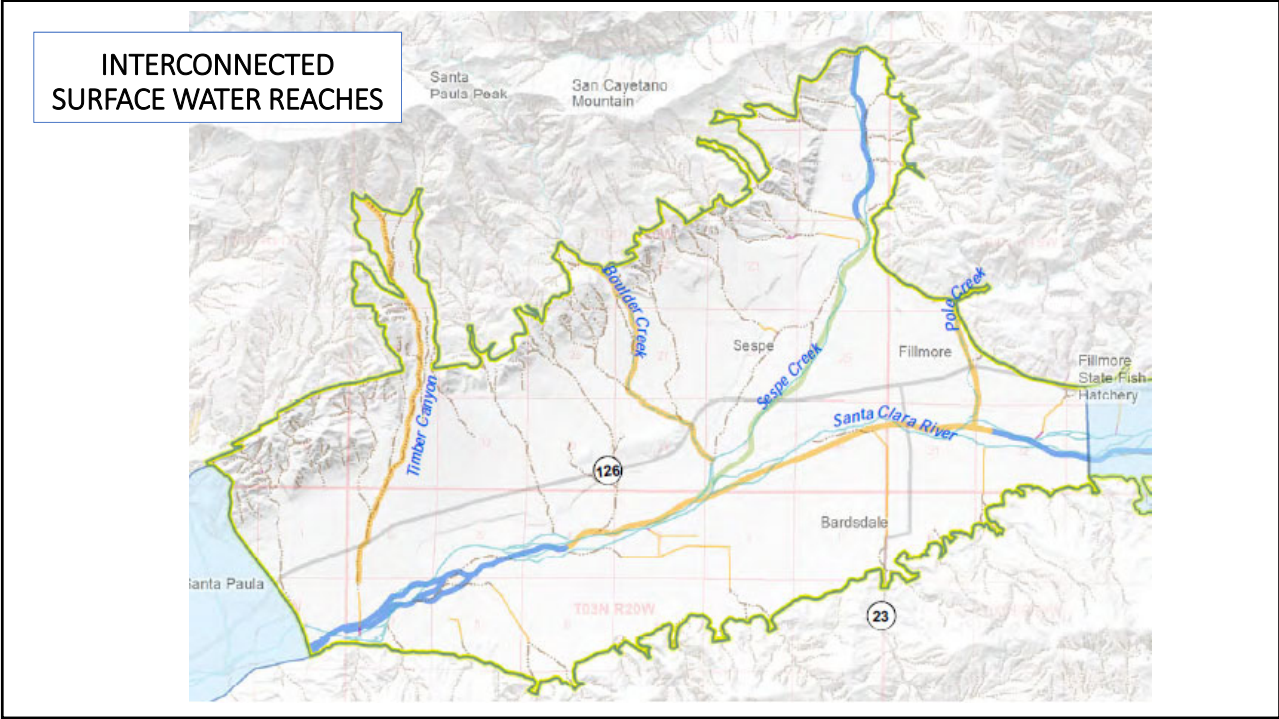 INTERCONNECTED
SURFACE WATER REACHES
Santa
Paula Peak
San Cayetano
Mountain
Boulder Creek
Pole Creek
Sespe
Fillmore
Sespe Creek
Fillmore
State Fish
Hatchery
Timber Canyon
Santa Clara River
126
Bardsdale
Santa Paula
T03N R20W
23